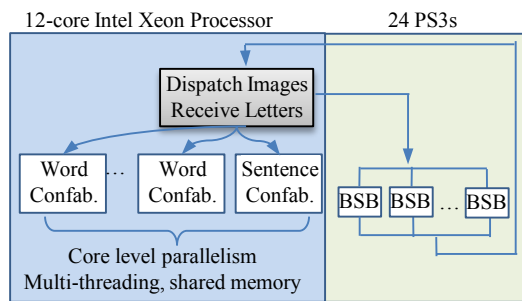 12-core Intel Xeon Processor
24 PS3s
Dispatch Images
Receive Letters
Word
Confab.
...
Word
Confab.
Sentence
Confab.
BSB
BSB
...
BSB
Core level parallelism
Multi-threading, shared memory